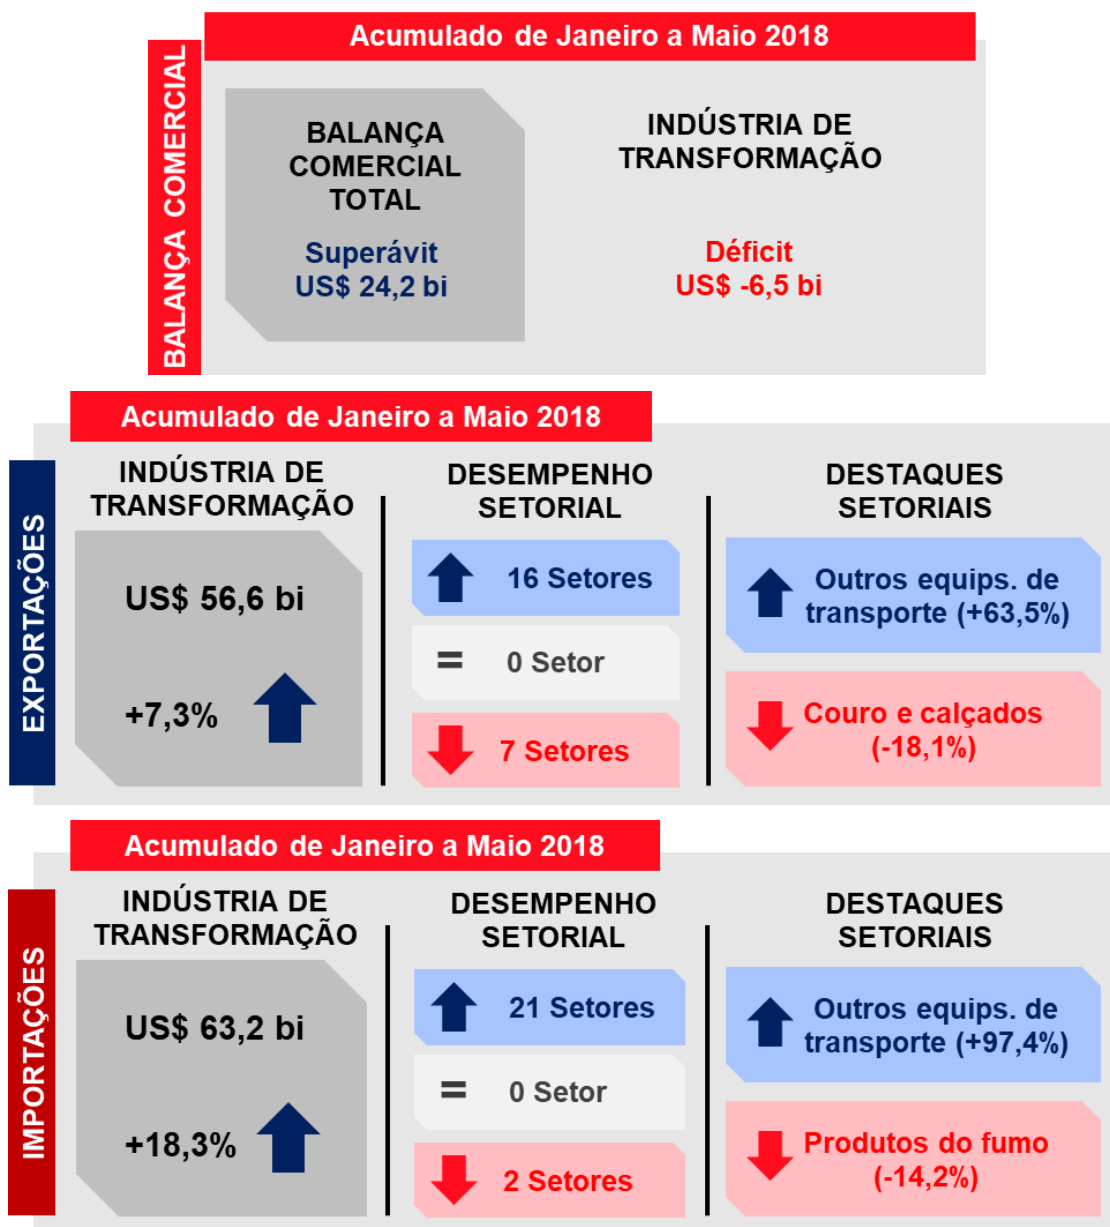 Acumulado de Janeiro a Maio 2018
BALANÇA COMERCIAL
BALANÇA
COMERCIAL
TOTAL
Superávit
US$ 24,2 bi
INDÚSTRIA DE
TRANSFORMAÇÃO
Déficit
US$ -6,5 bi
Acumulado de Janeiro a Maio 2018
EXPORTAÇÕES
INDÚSTRIA DE
TRANSFORMAÇÃO
US$ 56,6 bi
+7,3%
DESEMPENHO
SETORIAL
16 Setores
= 0 Setor
7 Setores
DESTAQUES
SETORIAIS
Outros equips. de
transporte (+63,5%)
Couro e calçados
(-18,1%)
Acumulado de Janeiro a Maio 2018
IMPORTAÇÕES
INDÚSTRIA DE
TRANSFORMAÇÃO
US$ 63,2 bi
+18,3%
DESEMPENHO
SETORIAL
21 Setores
= 0 Setor
2 Setores
DESTAQUES
SETORIAIS
Outros equips. de
transporte (+97,4%)
Produtos do fumo
(-14,2%)